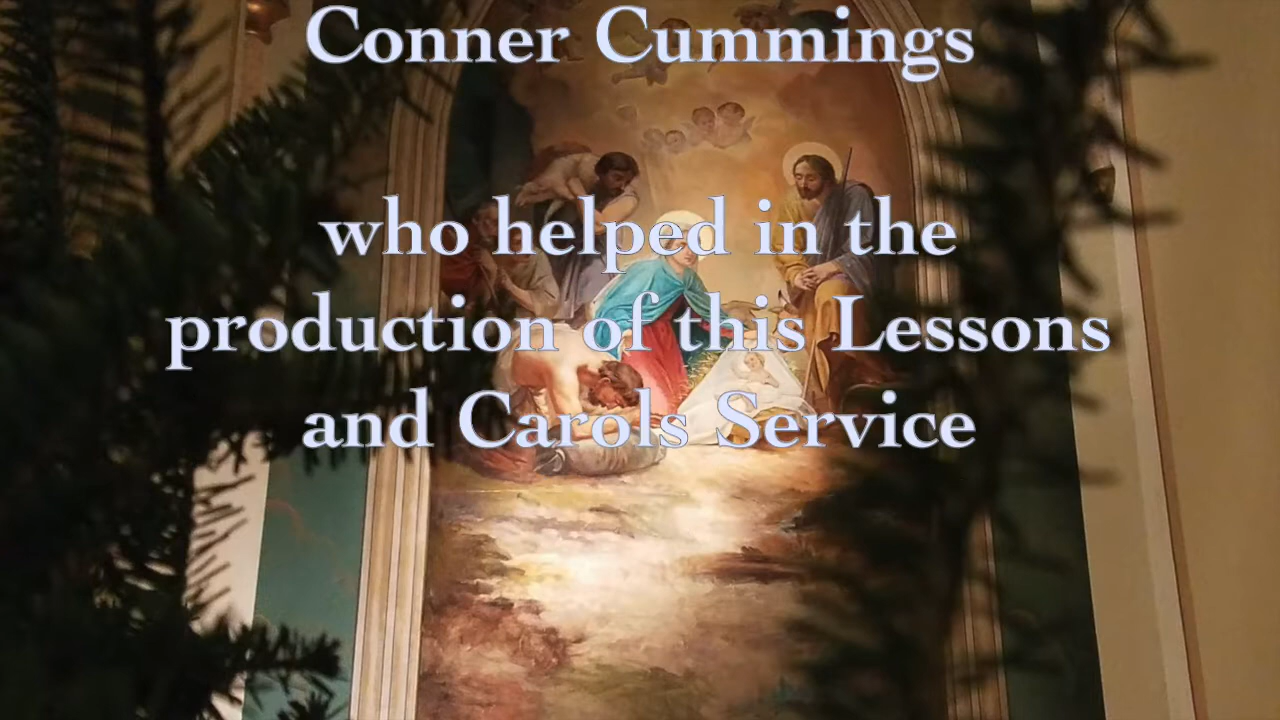 Conner Cummings
who helped in the
production of this Lessons
and Carols Service